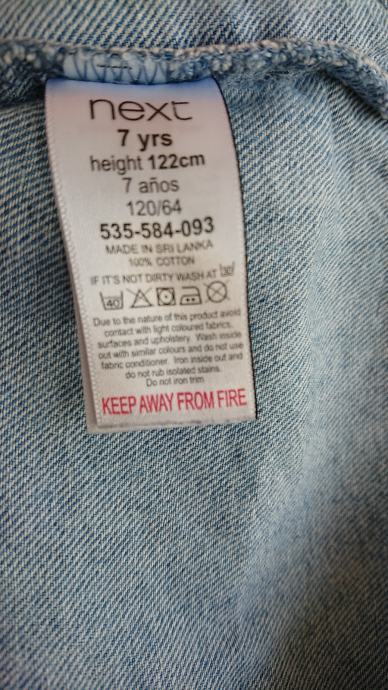 next
7 yrs
height 122cm
7 años
120/64
535-584-093
MADE IN SRI LANKA
100% COTTON
IF IT'S NOT DIRTY WASH AT 30
40
Due to the nature of this product avoid
contact with light coloured fabrics,
surfaces and upholstery. Wash inside
out with similar colours and do not use
fabric conditioner. Iron inside out and
do not rub isolated stains.
Do not iron trim
KEEP AWAY FROM FIRE